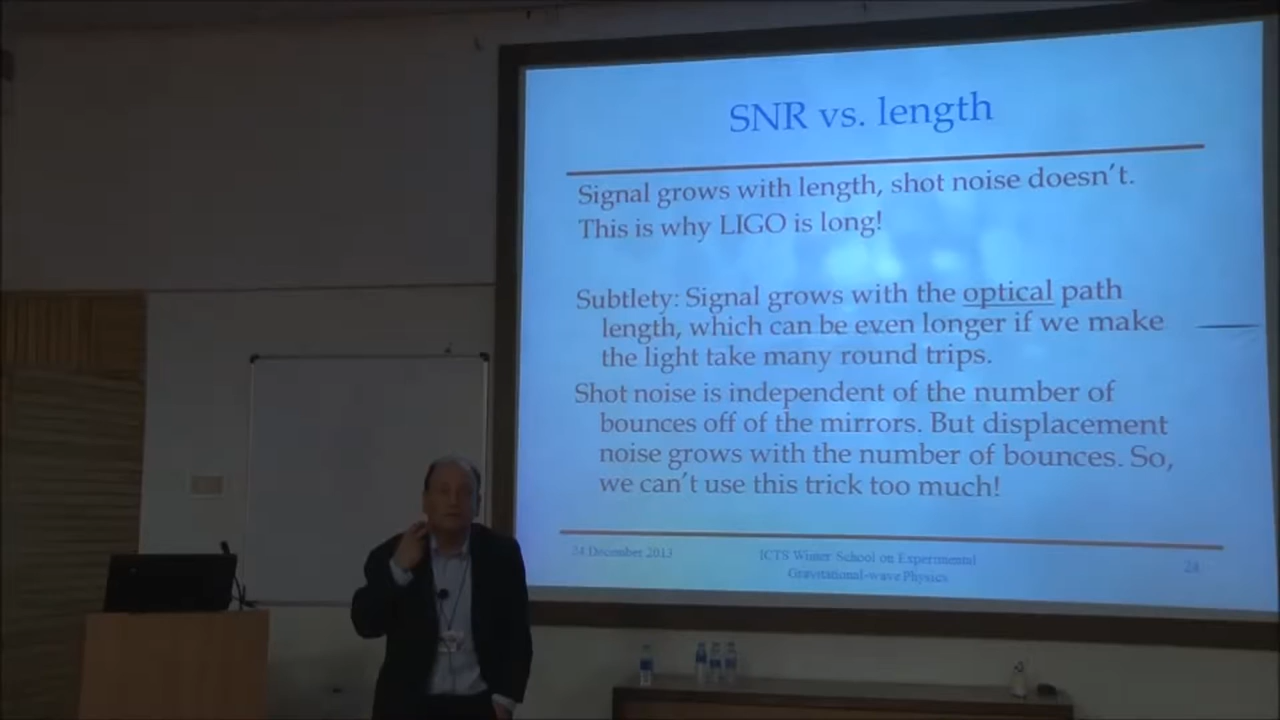 SNR vs. length
Signal grows with length, shot noise doesn't.
This is why LIGO is long!
Subtlety: Signal grows with the optical path
length, which can be even longer if we make
the light take many round trips.
Shot noise is independent of the number of
bounces off of the mirrors. But displacement
noise grows with the number of bounces. So,
we can't use this trick too much!
24 December 2013
ICTS Winter School on Experimental
Gravitational-wave Physics
24